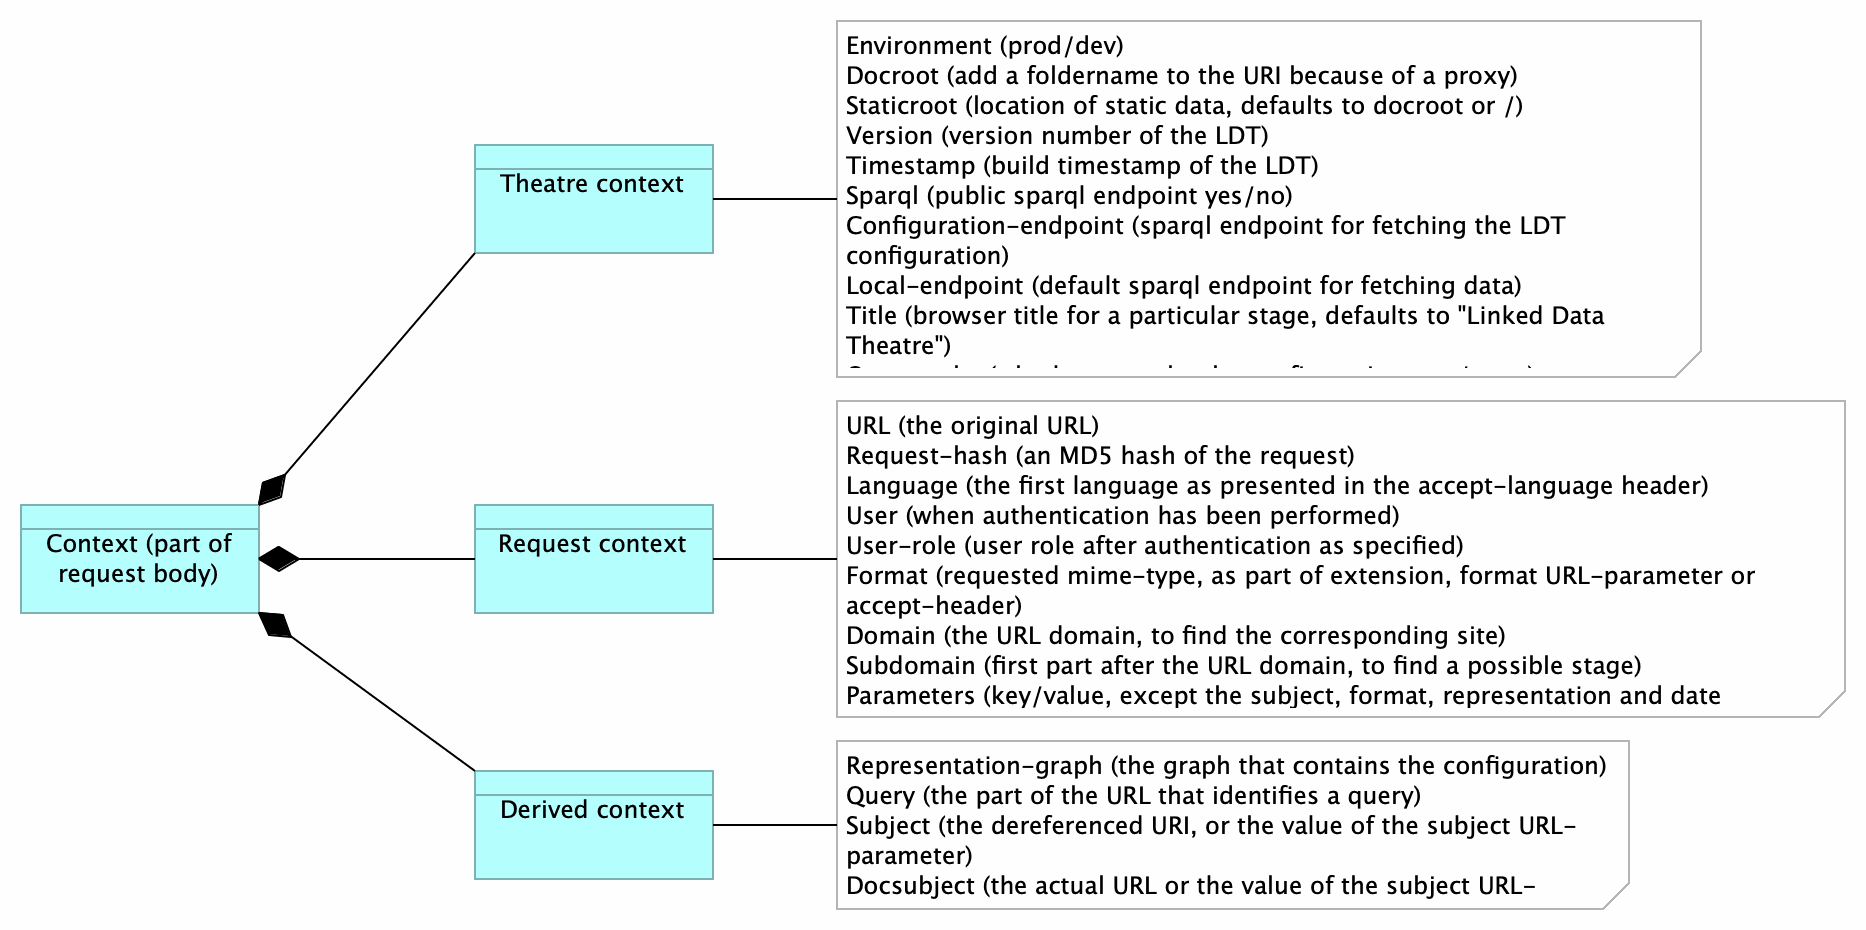 Environment (prod/dev)
Docroot (add a foldername to the URI because of a proxy)
Staticroot (location of static data, defaults to docroot or /)
Version (version number of the LDT)
Timestamp (build timestamp of the LDT)
Sparql (public sparql endpoint yes/no)
Configuration-endpoint (sparql endpoint for fetching the LDT
configuration)
Local-endpoint (default sparql endpoint for fetching data)
Title (browser title for a particular stage, defaults to "Linked Data
Theatre")
Theatre context
URL (the original URL)
Request-hash (an MD5 hash of the request)
Language (the first language as presented in the accept-language header)
User (when authentication has been performed)
User-role (user role after authentication as specified)
Format (requested mime-type, as part of extension, format URL-parameter or
accept-header)
Domain (the URL domain, to find the corresponding site)
Subdomain (first part after the URL domain, to find a possible stage)
Parameters (key/value, except the subject, format, representation and date
Context (part of
request body)
Request context
Representation-graph (the graph that contains the configuration)
Query (the part of the URL that identifies a query)
Subject (the dereferenced URI, or the value of the subject URL-
parameter)
Docsubject (the actual URL or the value of the subject URL-
Derived context